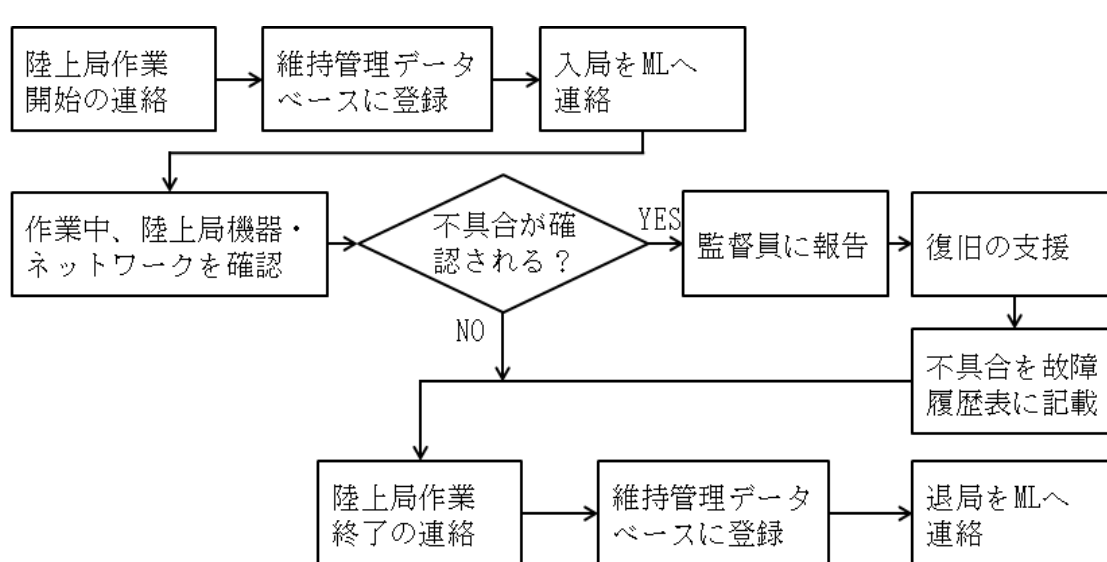 陸上局作業
開始の連絡
維持管理データ
ベースに登録
入局をMLへ
連絡
作業中、陸上局機器・
ネットワークを確認
不具合が確
認される？
YES
監督員に報告
復旧の支援
NO
不具合を故障
履歴表に記載
陸上局作業
終了の連絡
維持管理データ
ベースに登録
退局をMLへ
連絡